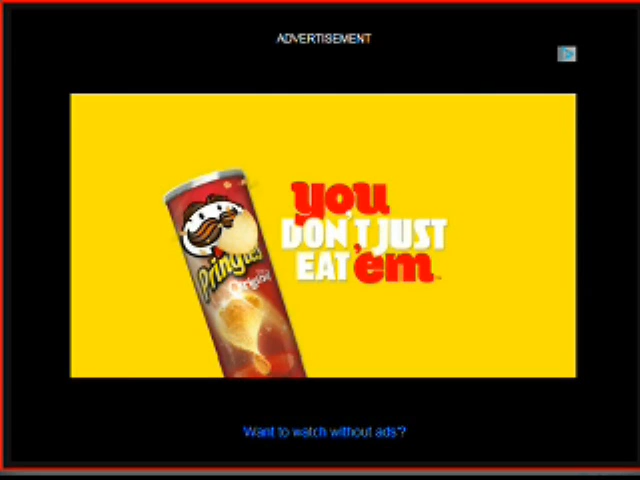 ADVERTISEMENT
you
DON'T JUST
EAT 'em
Pringles
Original
Want to watch without ads?